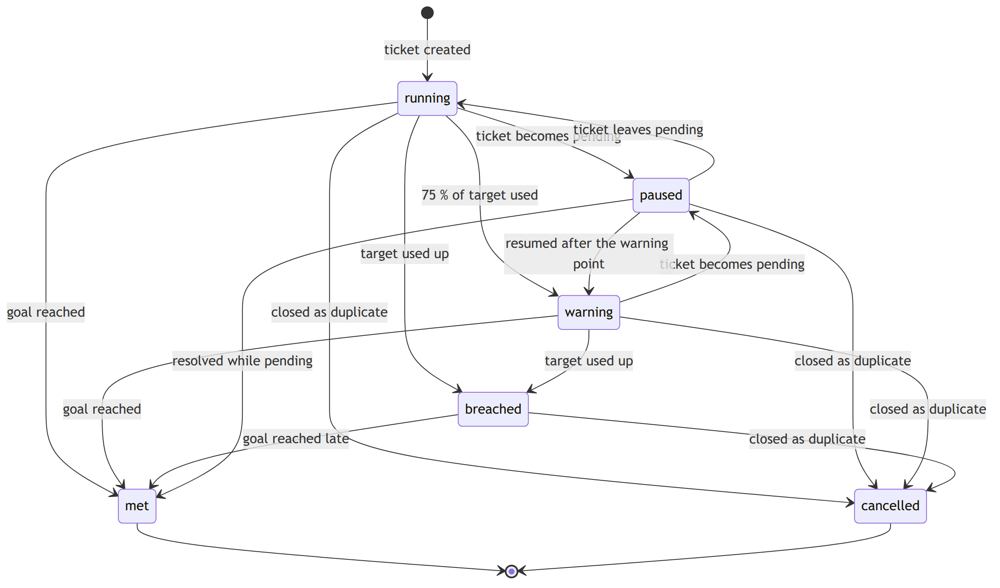 ticket created
running
ticket leaves pending
ticket becomes pending
75 % of target used
paused
resumed after the warning
point
target used up
ticket becomes pending
goal reached
closed as duplicate
warning
resolved while pending
target used up
closed as duplicate
goal reached
breached
closed as duplicate
goal reached late
closed as duplicate
met
cancelled